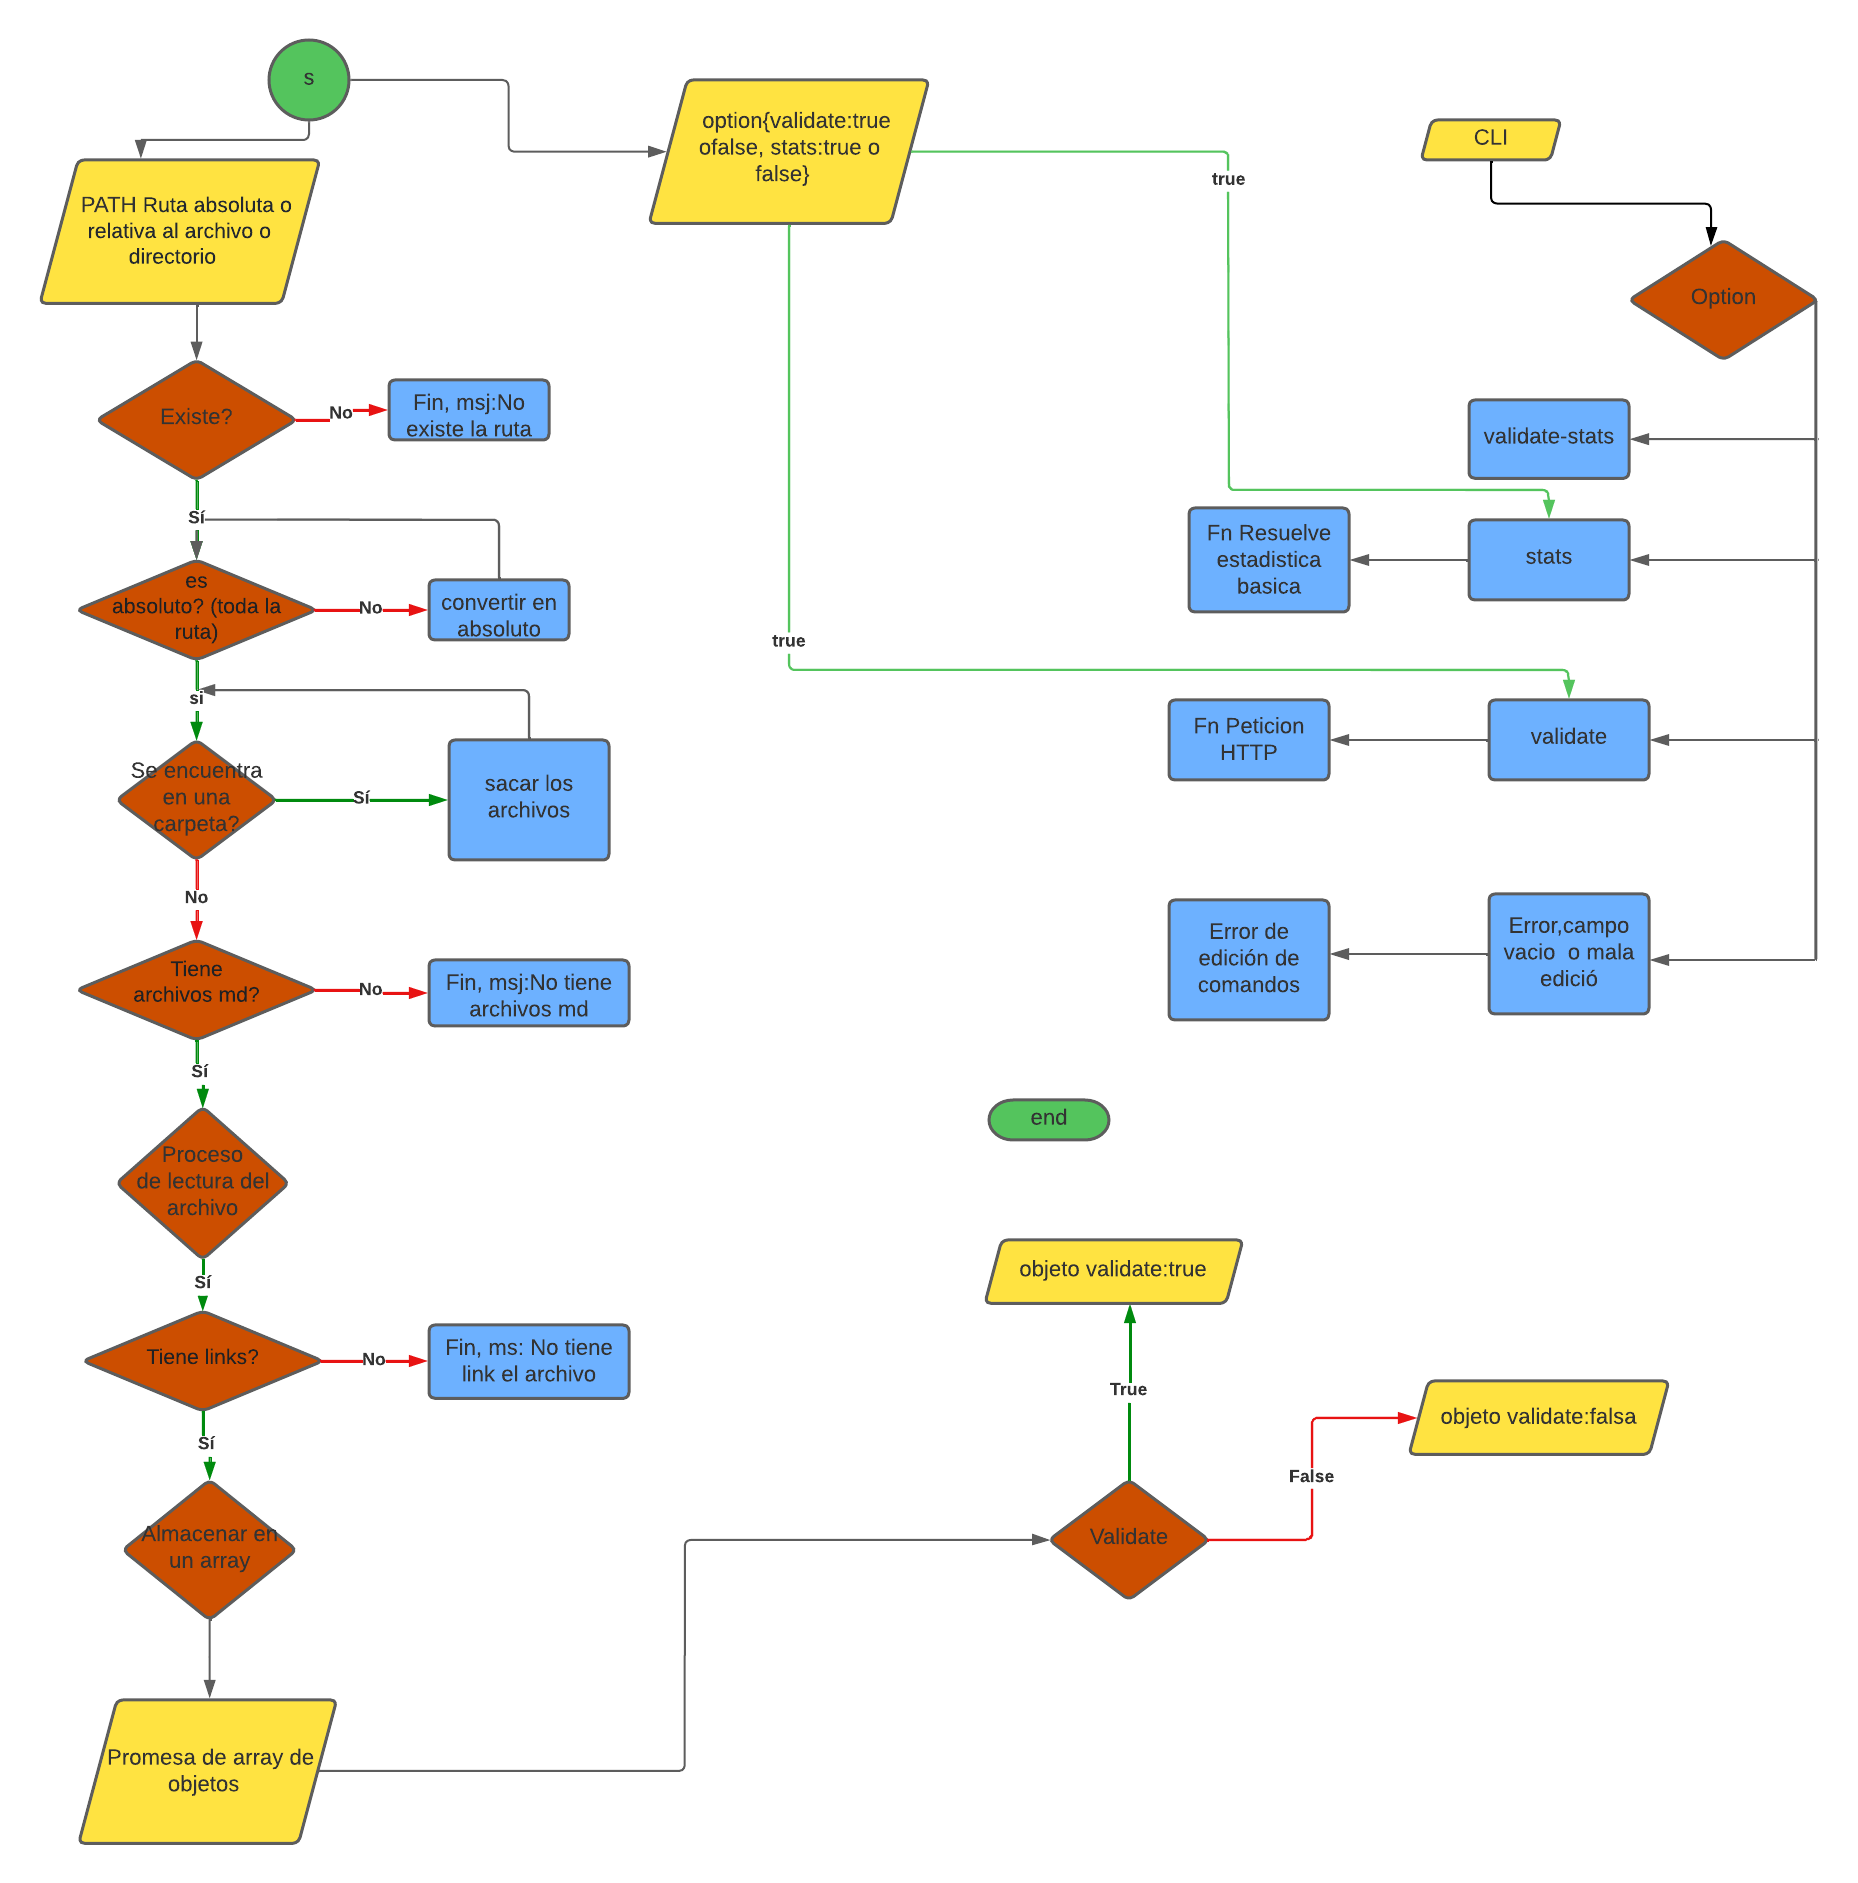 s
option{validate:true
ofalse, stats:true o
false}
CLI
true
PATH Ruta absoluta o
relativa al archivo o
directorio
Option
Existe?
No
Fin, msj:No
existe la ruta
validate-stats
Sí
es
absoluto? (toda la
ruta)
No
convertir en
absoluto
Fn Resuelve
estadistica
basica
stats
true
si
Se encuentra
en una
carpeta?
Sí
sacar los
archivos
Fn Peticion
HTTP
validate
No
Tiene
archivos md?
No
Fin, msj:No tiene
archivos md
Error de
edición de
comandos
Error,campo
vacio  o mala
edició
Sí
end
Proceso
de lectura del
archivo
Sí
objeto validate:true
Tiene links?
No
Fin, ms: No tiene
link el archivo
True
objeto validate:falsa
Sí
False
Almacenar en
un array
Validate
Promesa de array de
objetos